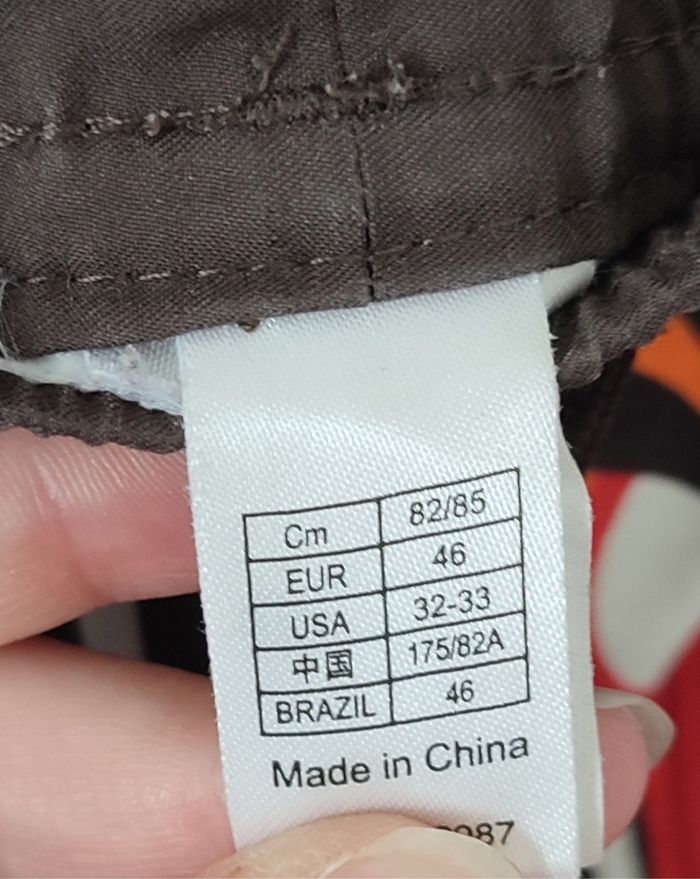 Cm 82/85
EUR 46
USA 32-33
中国 175/82A
BRAZIL 46
Made in China